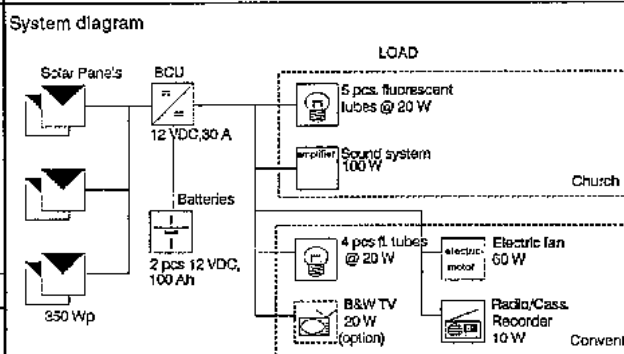 System diagram
LOAD
Solar Panels
BCU
12 VDC,30 A
Batteries
2 pcs 12 VDC,
100 Ah
350 Wp
5 pcs. fluorescent
tubes @ 20 W
amplifier
Sound system
100 W
Church
4 pcs fl. tubes
@ 20 W
electric
motor
Electric fan
60 W
B&W TV
20 W
(option)
Radio/Cass.
Recorder
10 W
Convent